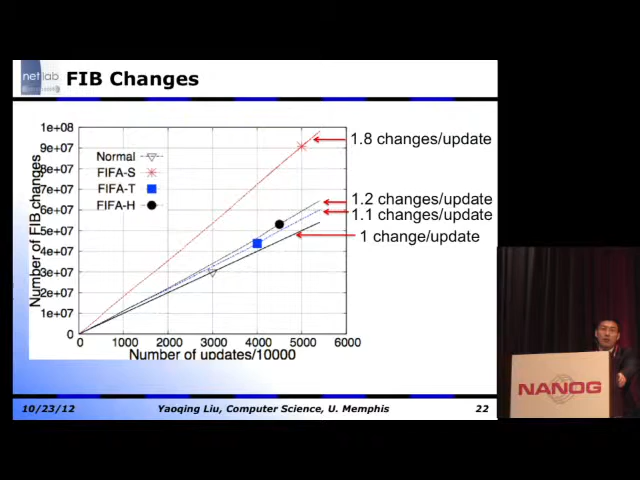 netlab
FIB Changes
1e+08
9e+07
8e+07
7e+07
6e+07
5e+07
4e+07
3e+07
2e+07
1e+07
0
Number of FIB changes
Normal
FIFA-S
FIFA-T
FIFA-H
1.8 changes/update
1.2 changes/update
1.1 changes/update
1 change/update
0 1000 2000 3000 4000 5000 6000
Number of updates/10000
10/23/12 Yaoqing Liu, Computer Science, U. Memphis 22
NANOG